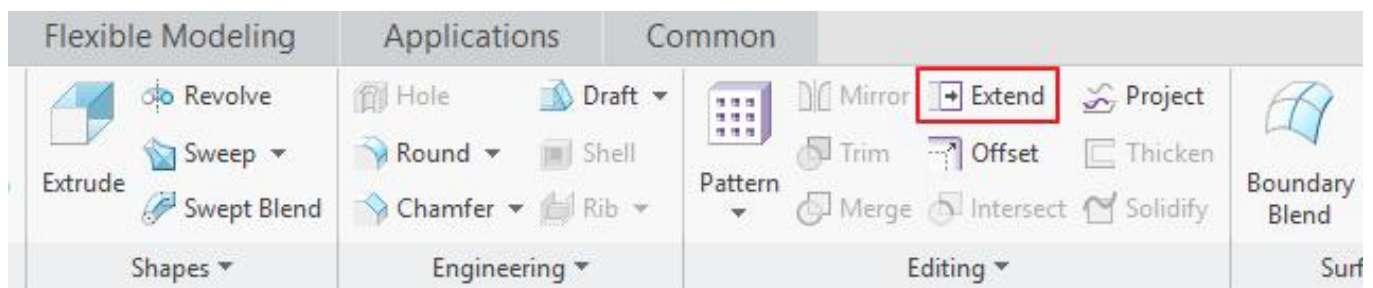 Flexible Modeling Applications Common
Revolve Hole Draft Mirror Extend Project
Sweep Round Shell Trim Offset Thicken
Extrude Pattern Boundary
Swept Blend Chamfer Rib Merge Intersect Solidify Blend
Shapes Engineering Editing Surf